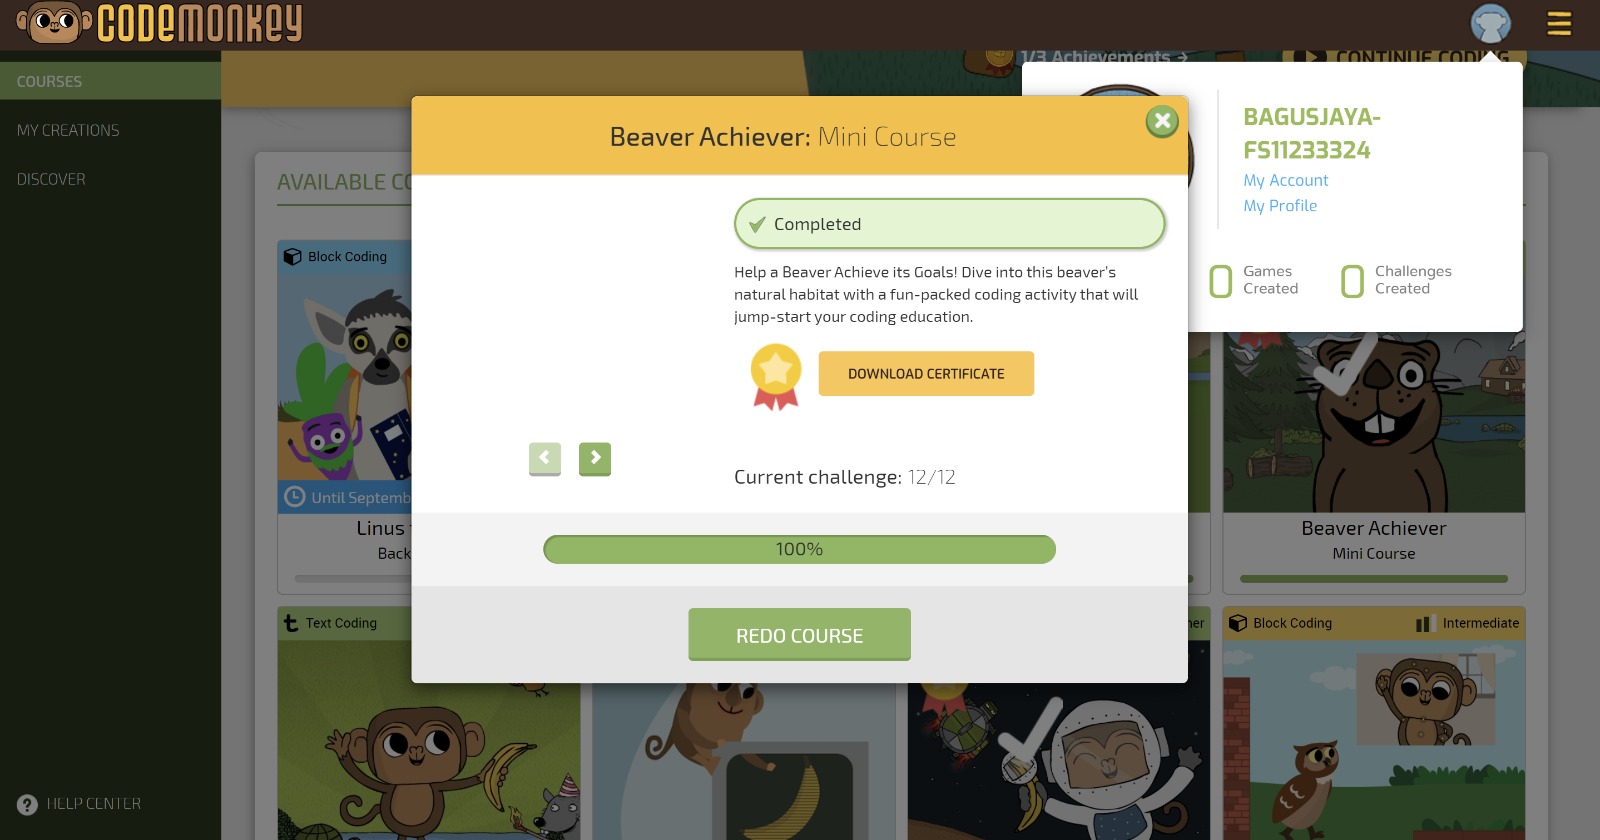 CODEMONKEY
1/3 Achievements →
CONTINUE CODING
COURSES
MY CREATIONS
DISCOVER
HELP CENTER
BAGUSJAYA-
FS11233324
My Account
My Profile
0 Games
Created
0 Challenges
Created
AVAILABLE CO
Beaver Achiever: Mini Course
Completed
Help a Beaver Achieve its Goals! Dive into this beaver's
natural habitat with a fun-packed coding activity that will
jump-start your coding education.
DOWNLOAD CERTIFICATE
Current challenge: 12/12
100%
REDO COURSE
Block Coding
Until Septemb
Linus
Back
Beaver Achiever
Mini Course
Text Coding
ner
Block Coding
Intermediate